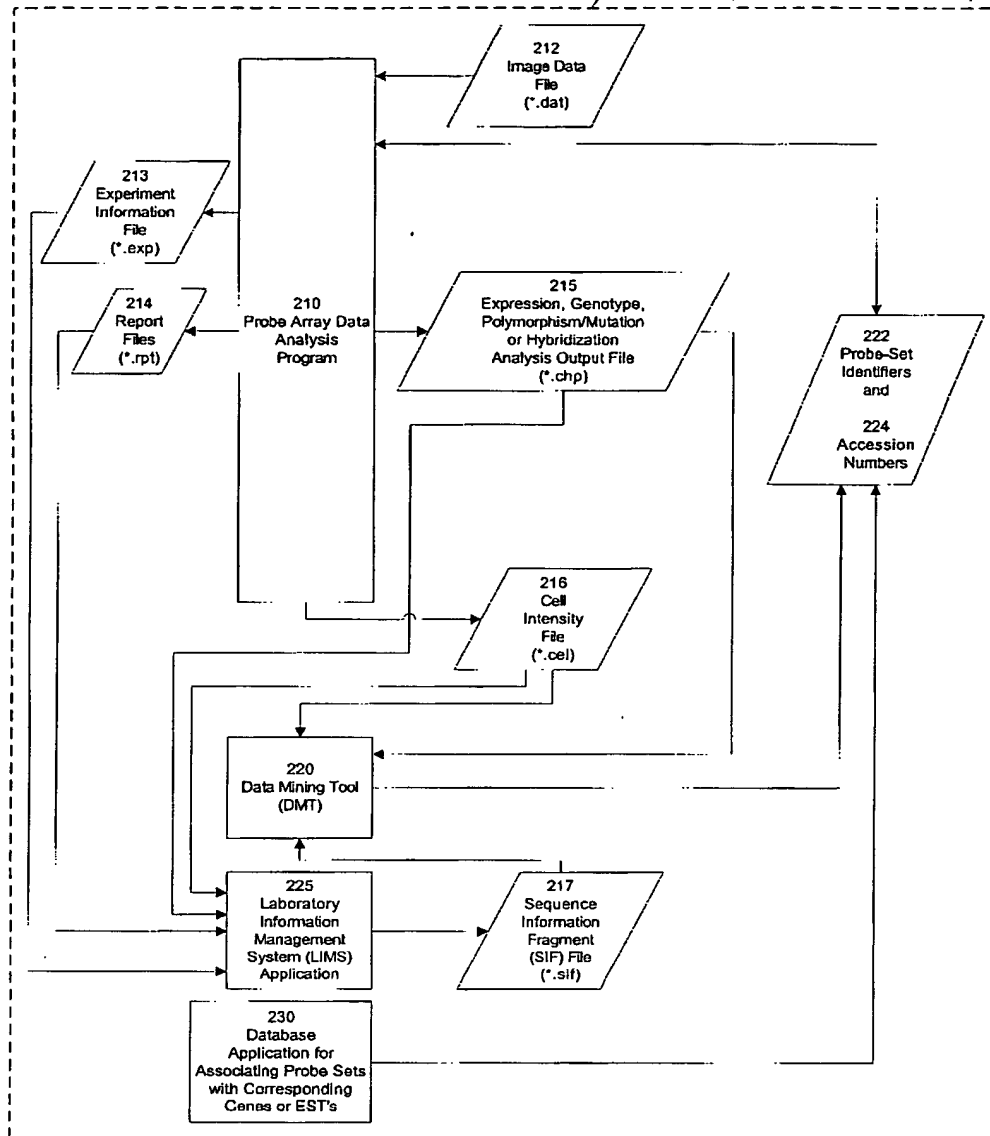 212
Image Data
File
(*.dat)
213
Experiment
Information
File
(*.exp)
214
Report
Files
(*.rpt)
210
Probe Array Data
Analysis
Program
215
Expression, Genotype,
Polymorphism/Mutation
or Hybridization
Analysis Output File
(*.chp)
222
Probe-Set
Identifiers
and
224
Accession
Numbers
216
Cell
Intensity
File
(*.cel)
220
Data Mining Tool
(DMT)
225
Laboratory
Information
Management
System (LIMS)
Application
217
Sequence
Information
Fragment
(SIF) File
(*.sif)
230
Database
Application for
Associating Probe Sets
with Corresponding
Genes or EST's